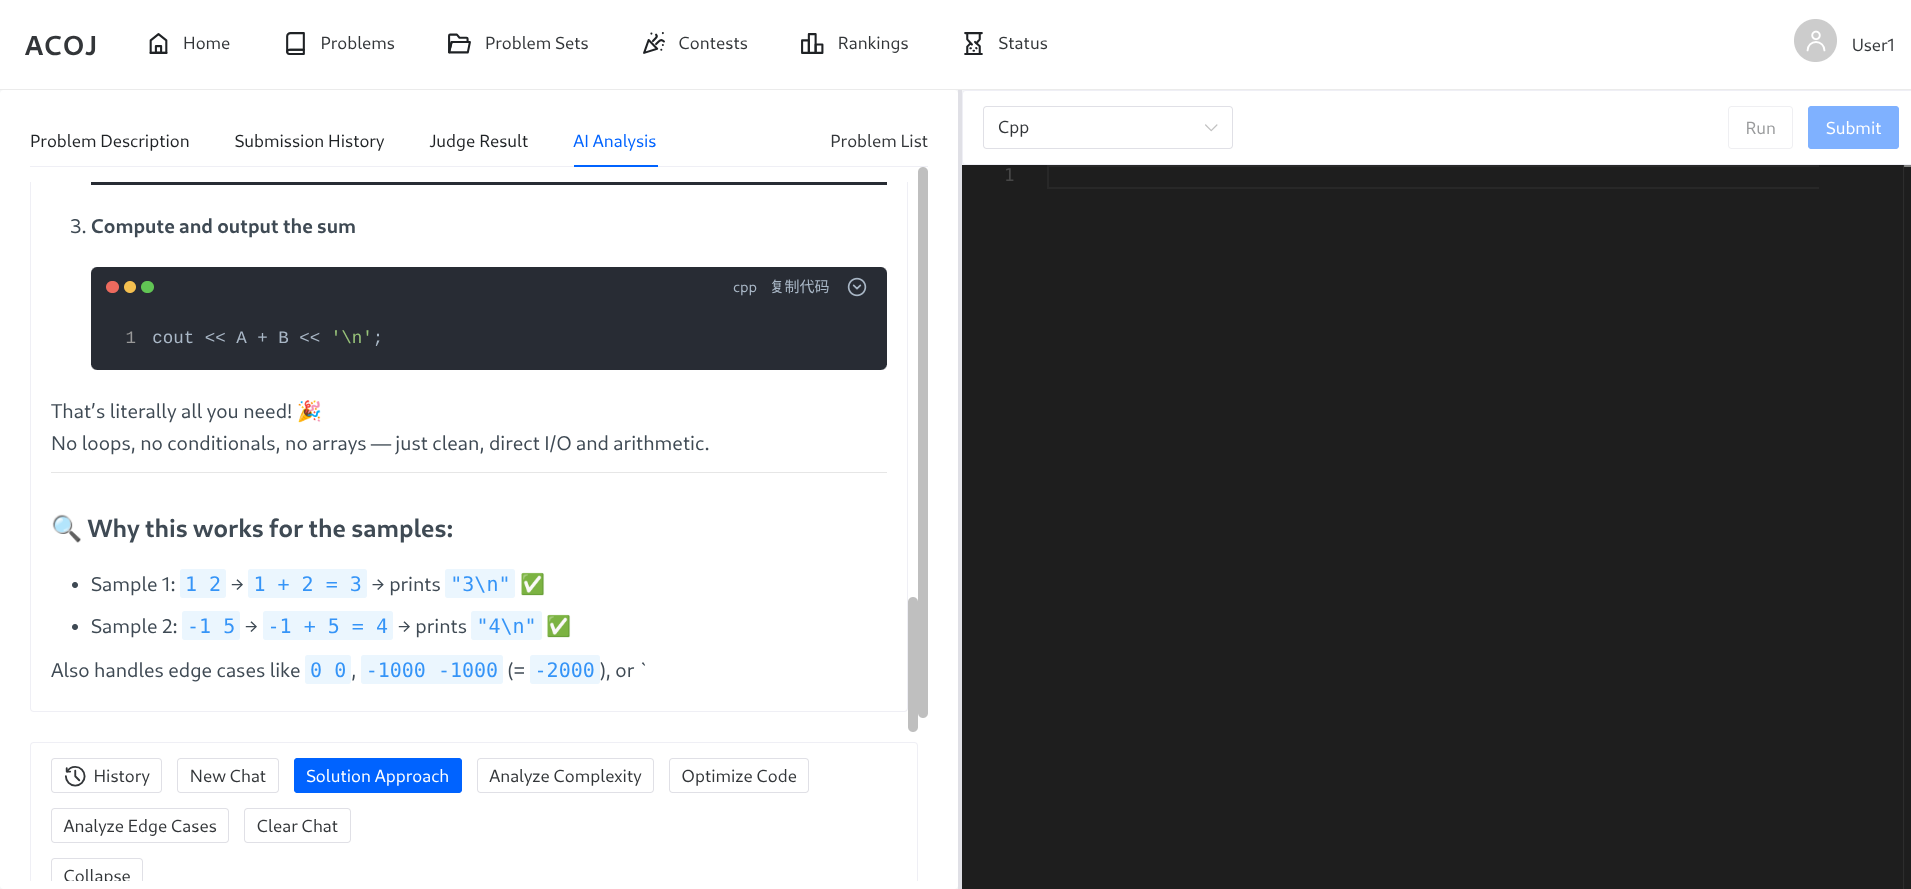 ACOJ
Home
Problems
Problem Sets
Contests
Rankings
Status
User1
Problem Description
Submission History
Judge Result
AI Analysis
Problem List
3. Compute and output the sum
cpp 复制代码
1 cout << A + B << '\n';
That's literally all you need! 🎉
No loops, no conditionals, no arrays — just clean, direct I/O and arithmetic.
🔍 Why this works for the samples:
• Sample 1: 1 2 → 1 + 2 = 3 → prints "3\n" ✅
• Sample 2: -1 5 → -1 + 5 = 4 → prints "4\n" ✅
Also handles edge cases like 0 0, -1000 -1000 (= -2000), or `
History
New Chat
Solution Approach
Analyze Complexity
Optimize Code
Analyze Edge Cases
Clear Chat
Collapse
Cpp
Run
Submit
1